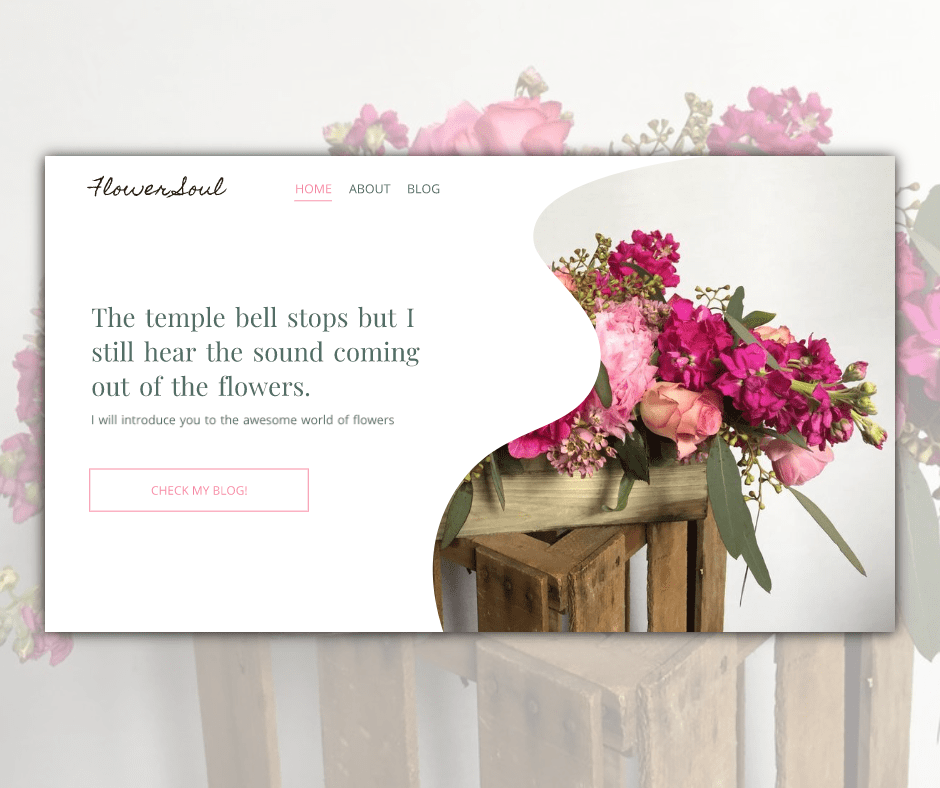 FlowerSoul
HOME ABOUT BLOG
The temple bell stops but I
still hear the sound coming
out of the flowers.
I will introduce you to the awesome world of flowers
CHECK MY BLOG!